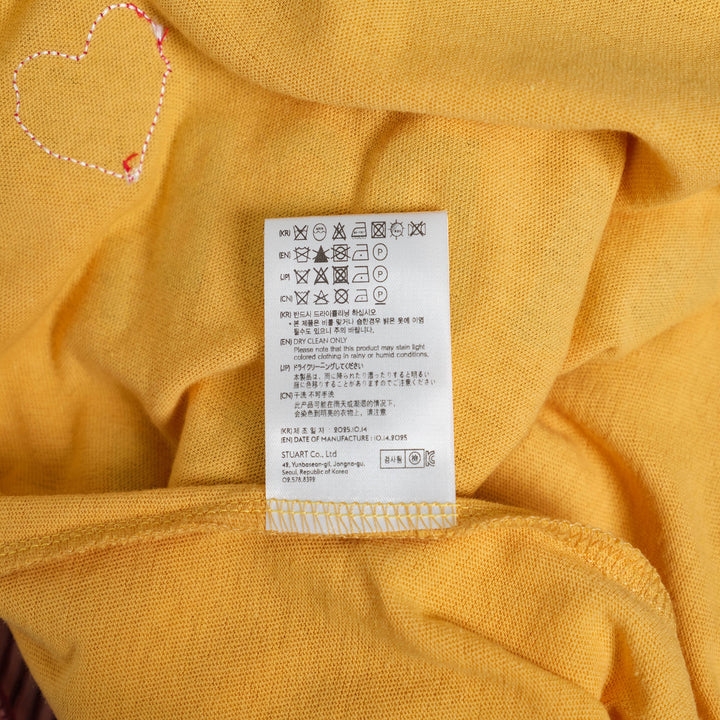 (KR)
(EN) P
(JP) P
(CN) P
(KR) 반드시 드라이클리닝 하십시오
• 본 제품은 비를 맞거나 습한경우 밝은 옷에 이염
될수도 있으니 주의 바랍니다.
(EN) DRY CLEAN ONLY
Please note that this product may stain light
colored clothing in rainy or humid conditions.
(JP) ドライクリーニングしてください
本製品は、雨に降られたり濡ったりすると明るい
服に色移りすることがありますのでご注意ください
(CN) 干洗 不可手洗
此产品可能在雨天或潮湿的情况下,
会染色到明亮的衣物上, 请注意
(KR) 제 조 일 자 : 2025.10.14
(EN) DATE OF MANUFACTURE : 10.14.2025
STUART Co., Ltd
42, Yunboseon-gil, Jongno-gu,
Seoul, Republic of Korea
02.578.8392
검사필